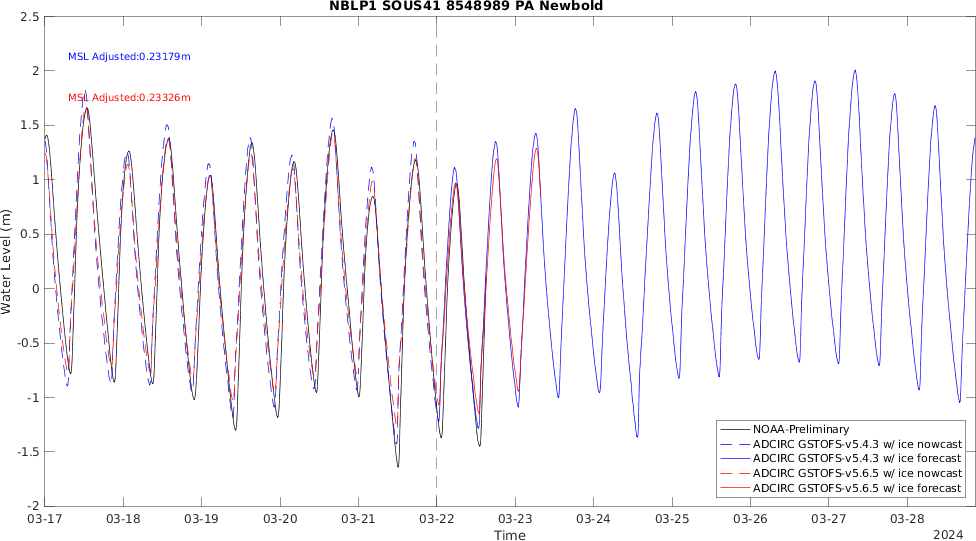 NBLP1 SOUS41 8548989 PA Newbold
2.5
2
1.5
1
0.5
0
-0.5
-1
-1.5
-2
Water Level (m)
MSL Adjusted:0.23179m
MSL Adjusted:0.23326m
NOAA-Preliminary
ADCIRC GSTOFS-v5.4.3 w/ ice nowcast
ADCIRC GSTOFS-v5.4.3 w/ ice forecast
ADCIRC GSTOFS-v5.6.5 w/ ice nowcast
ADCIRC GSTOFS-v5.6.5 w/ ice forecast
03-17 03-18 03-19 03-20 03-21 03-22 03-23 03-24 03-25 03-26 03-27 03-28
Time
2024